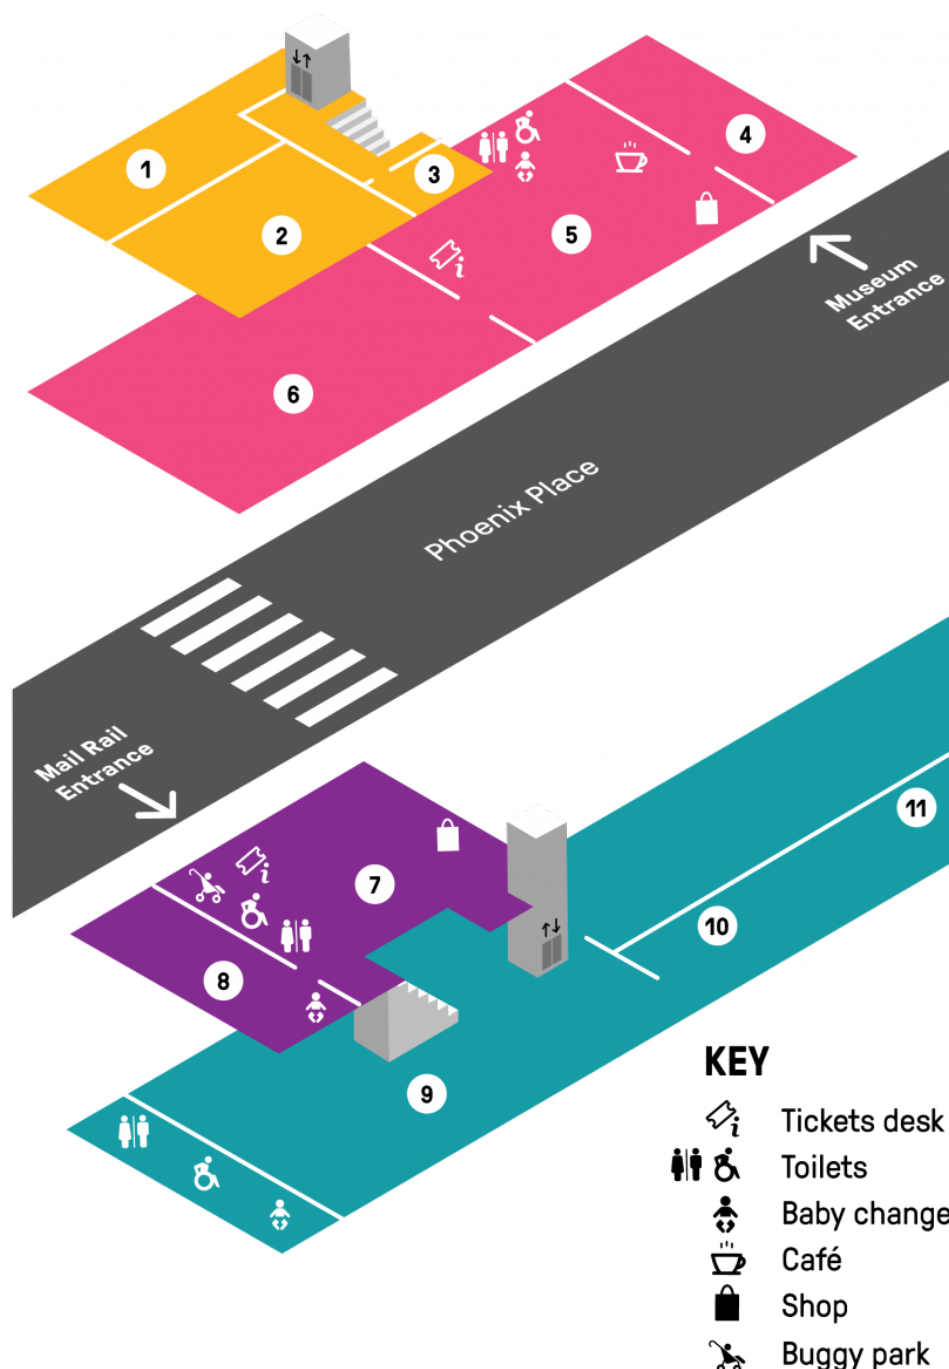 1
2
3
4
5
6
Museum
Entrance
Phoenix Place
Mail Rail
Entrance
7
8
9
10
11
KEY
Tickets desk
Toilets
Baby change
Café
Shop
Buggy park